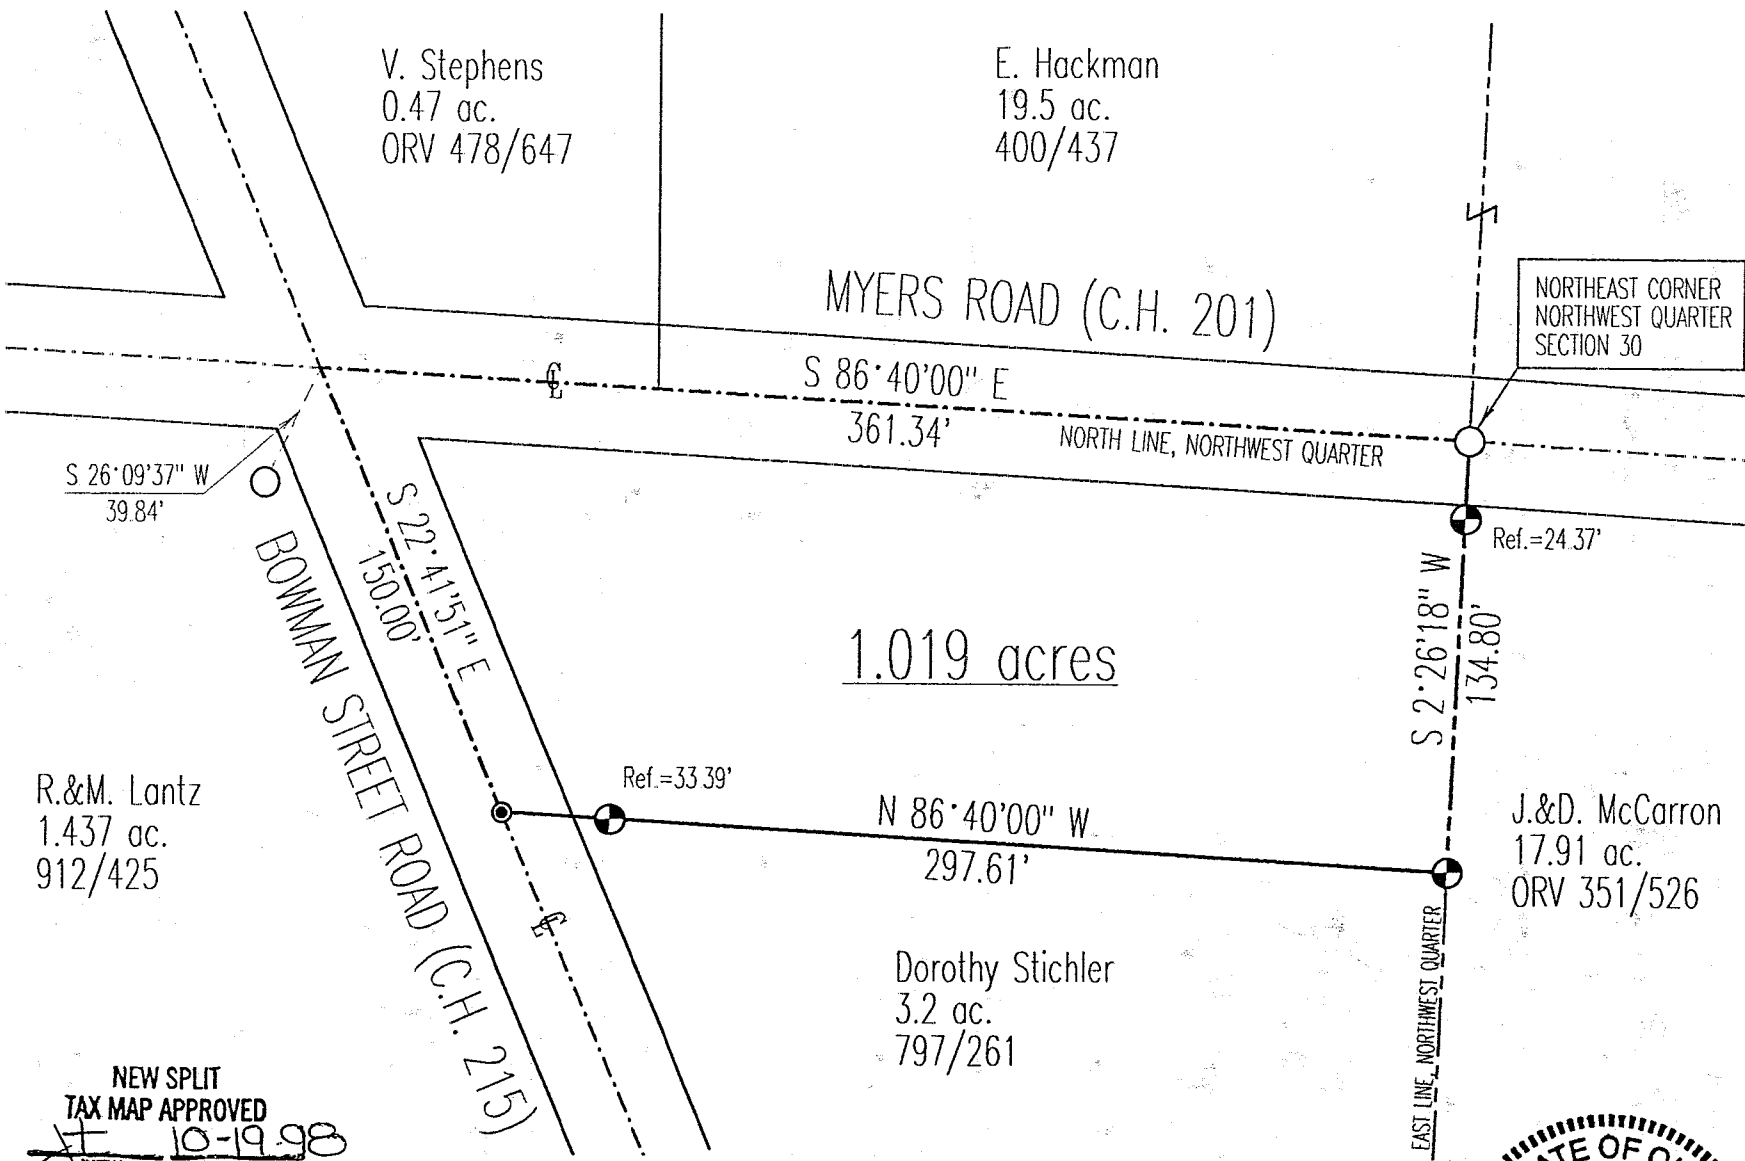 V. Stephens
0.47 ac.
ORV 478/647
E. Hackman
19.5 ac.
400/437
MYERS ROAD (C.H. 201)
NORTHEAST CORNER
NORTHWEST QUARTER
SECTION 30
S 86°40'00" E
361.34'
NORTH LINE, NORTHWEST QUARTER
S 26°09'37" W
39.84'
Ref.=24.37'
S 22°41'51" E
150.00'
BOWMAN STREET ROAD (C.H. 215)
1.019 acres
S 2°26'18" W
134.80'
Ref.=33.39'
N 86°40'00" W
297.61'
R.&M. Lantz
1.437 ac.
912/425
J.&D. McCarron
17.91 ac.
ORV 351/526
Dorothy Stichler
3.2 ac.
797/261
EAST LINE, NORTHWEST QUARTER
NEW SPLIT
TAX MAP APPROVED
10-19-98
OF